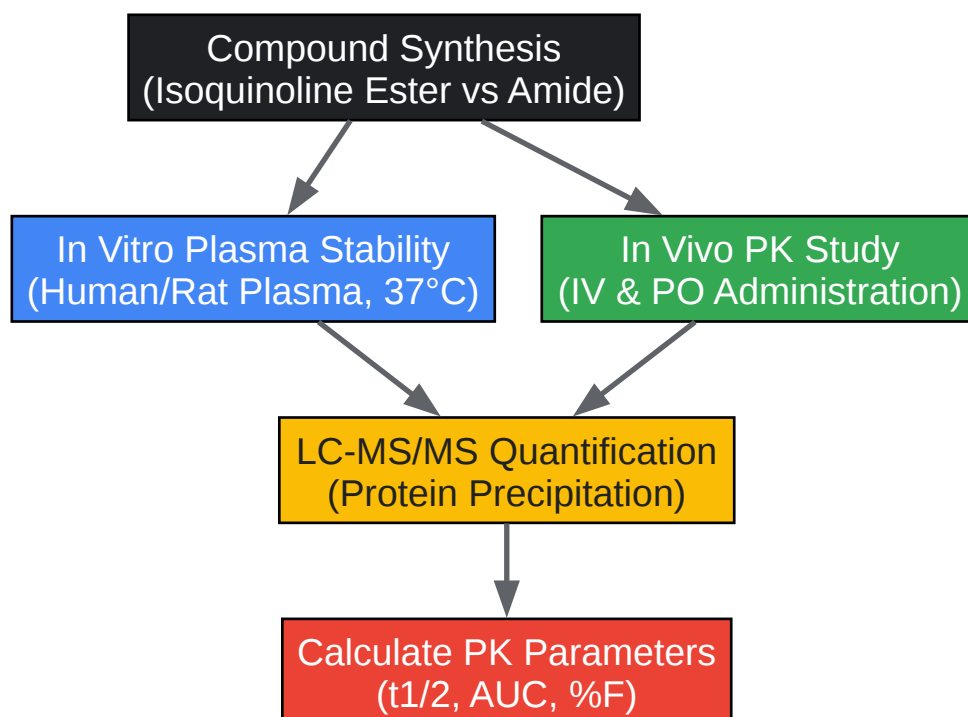 Compound Synthesis
(Isoquinoline Ester vs Amide)
In Vitro Plasma Stability
(Human/Rat Plasma, 37°C)
In Vivo PK Study
(IV & PO Administration)
LC-MS/MS Quantification
(Protein Precipitation)
Calculate PK Parameters
(t1/2, AUC, %F)